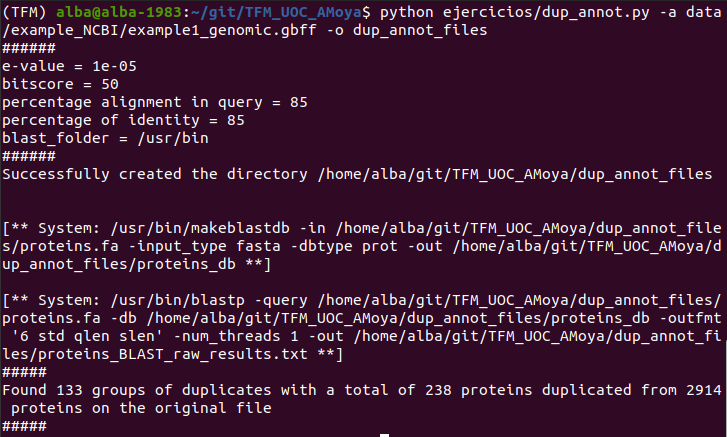 (TFM) alba@alba-1983:~/git/TFM_UOC_AMoya$ python ejercicios/dup_annot.py -a data
/example_NCBI/example1_genomic.gbff -o dup_annot_files
######
e-value = 1e-05
bitscore = 50
percentage alignment in query = 85
percentage of identity = 85
blast_folder = /usr/bin
######
Successfully created the directory /home/alba/git/TFM_UOC_AMoya/dup_annot_files
[** System: /usr/bin/makeblastdb -in /home/alba/git/TFM_UOC_AMoya/dup_annot_file
s/proteins.fa -input_type fasta -dbtype prot -out /home/alba/git/TFM_UOC_AMoya/d
up_annot_files/proteins_db **]
[** System: /usr/bin/blastp -query /home/alba/git/TFM_UOC_AMoya/dup_annot_files/
proteins.fa -db /home/alba/git/TFM_UOC_AMoya/dup_annot_files/proteins_db -outfmt
 '6 std qlen slen' -num_threads 1 -out /home/alba/git/TFM_UOC_AMoya/dup_annot_fi
les/proteins_BLAST_raw_results.txt **]
#####
Found 133 groups of duplicates with a total of 238 proteins duplicated from 2914
 proteins on the original file
#####